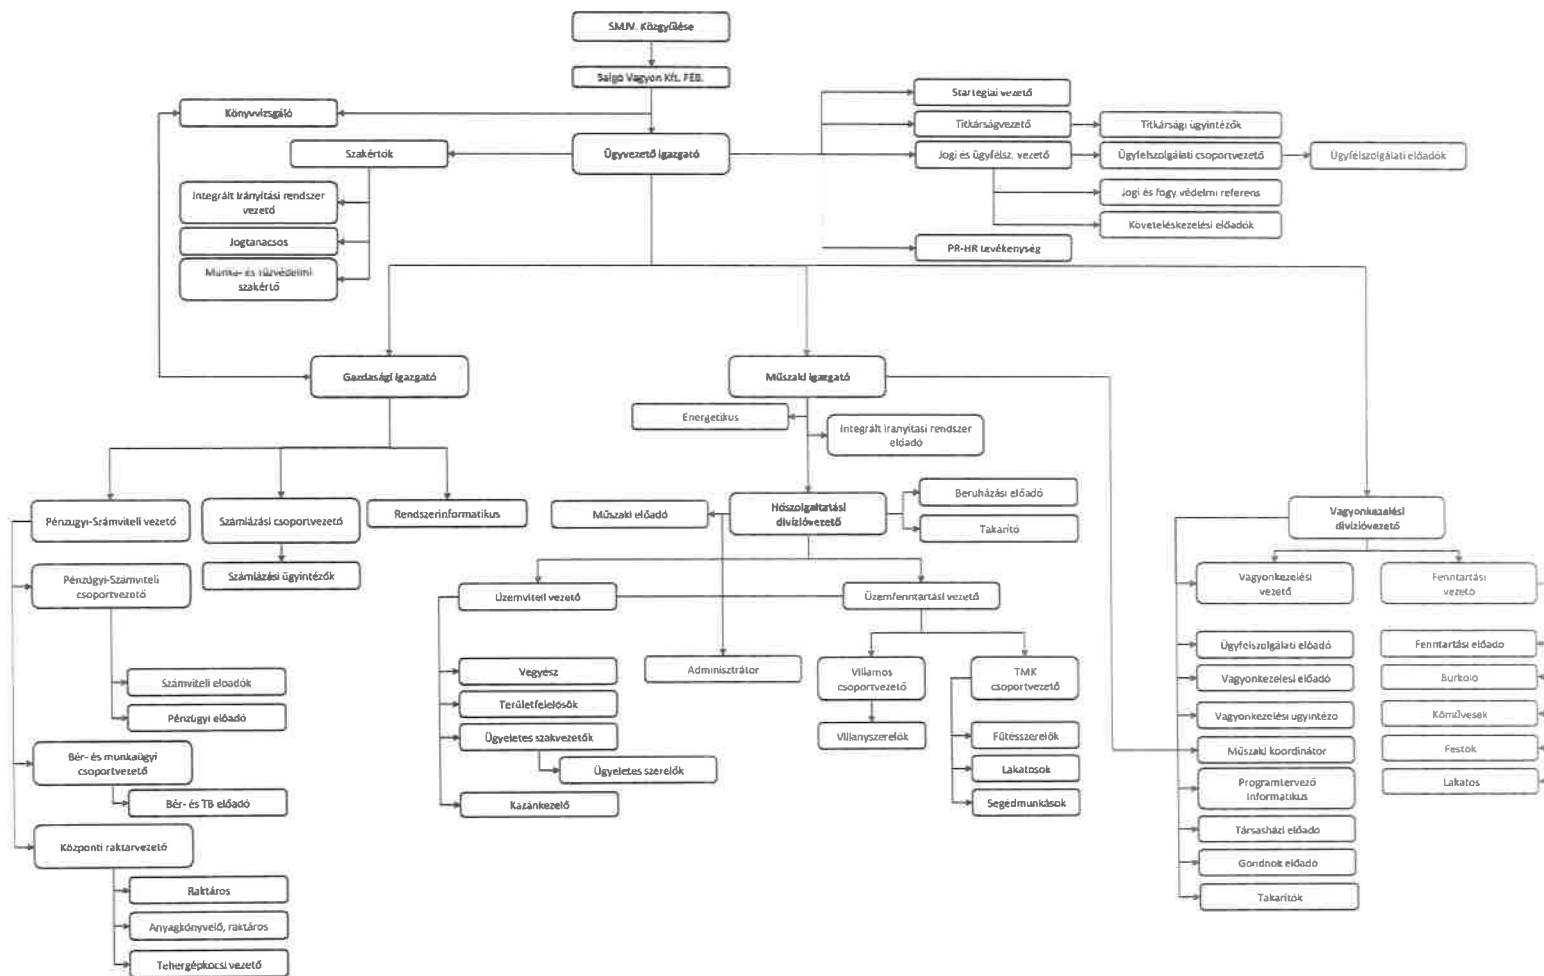 SMJV. Közgyűlése
Salgó Vagyon Kft. FEB.
Könyvvizsgáló
Startegiai vezető
Titkárságvezető
Titkársági ügyintézők
Szakértők
Ügyvezető igazgató
Jogi és ügyfélsz. vezető
Ügyfélszolgálati csoportvezető
Ügyfélszolgálati előadók
Integrált irányítási rendszer
vezető
Jogi és fogy.védelmi referens
Követeléskezelési előadók
Jogtanácsos
PR-HR tevékenység
Munka- és tűzvédelmi
szakértő
Gazdasági igazgató
Műszaki igazgató
Energetikus
Integrált irányítási rendszer
előadó
Pénzügyi-Számviteli vezető
Számlázási csoportvezető
Rendszerinformatikus
Műszaki előadó
Hőszolgáltatási
divízióvezető
Beruházási előadó
Takarító
Vagyonkezelési
divízióvezető
Számlázási ügyintézők
Pénzügyi-Számviteli
csoportvezető
Üzemviteli vezető
Üzemfenntartási vezető
Vagyonkezelési
vezető
Fenntartási
vezető
Számviteli előadók
Pénzügyi előadó
Vegyész
Területfelelősök
Ügyeletes szakvezetők
Ügyeletes szerelők
Kazánkezelő
Adminisztrátor
Villamos
csoportvezető
TMK
csoportvezető
Villanyszerelők
Fűtésszerelők
Lakatosok
Segédmunkások
Ügyfélszolgálati előadó
Vagyonkezelési előadó
Vagyonkezelési ügyintéző
Műszaki koordinátor
Programtervező
informatikus
Társasházi előadó
Gondnok előadó
Takarítók
Fenntartási előadó
Burkoló
Kőművesek
Festők
Lakatos
Bér- és munkaügyi
csoportvezető
Bér- és TB előadó
Központi raktárvezető
Raktáros
Anyagkönyvelő, raktáros
Tehergépkocsi vezető